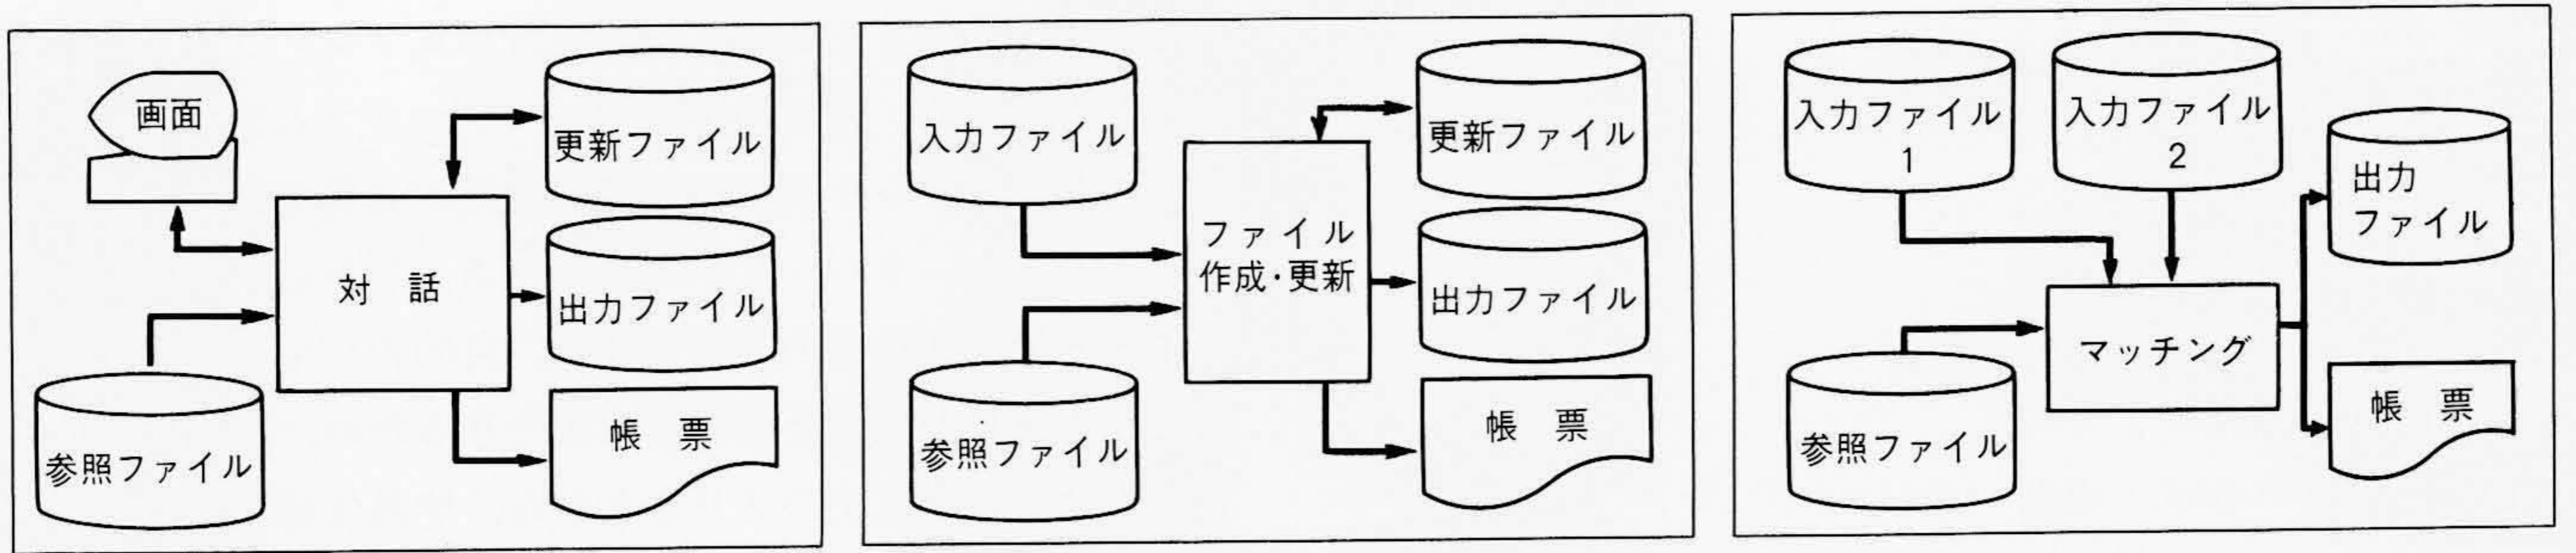 画面
更新ファイル
対 話
出力ファイル
帳 票
参照ファイル
入力ファイル
更新ファイル
ファイル
作成・更新
出力ファイル
帳 票
参照ファイル
入力ファイル
1
入力ファイル
2
出力
ファイル
マッチング
帳 票
参照ファイル